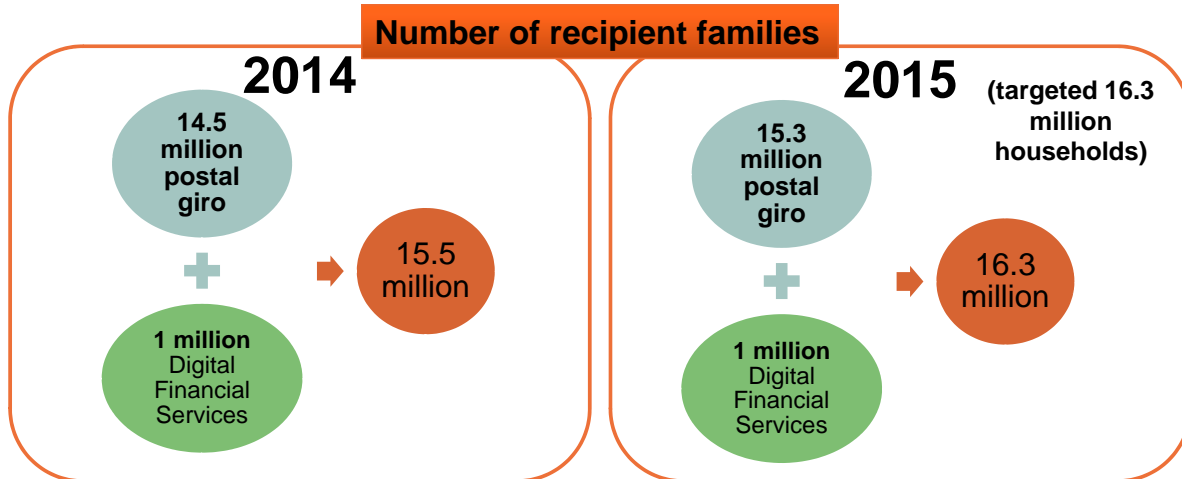 Number of recipient families
2014
14.5
million
postal
giro
1 million
Digital
Financial
Services
15.5
million
2015
(targeted 16.3
million
households)
15.3
million
postal
giro
1 million
Digital
Financial
Services
16.3
million